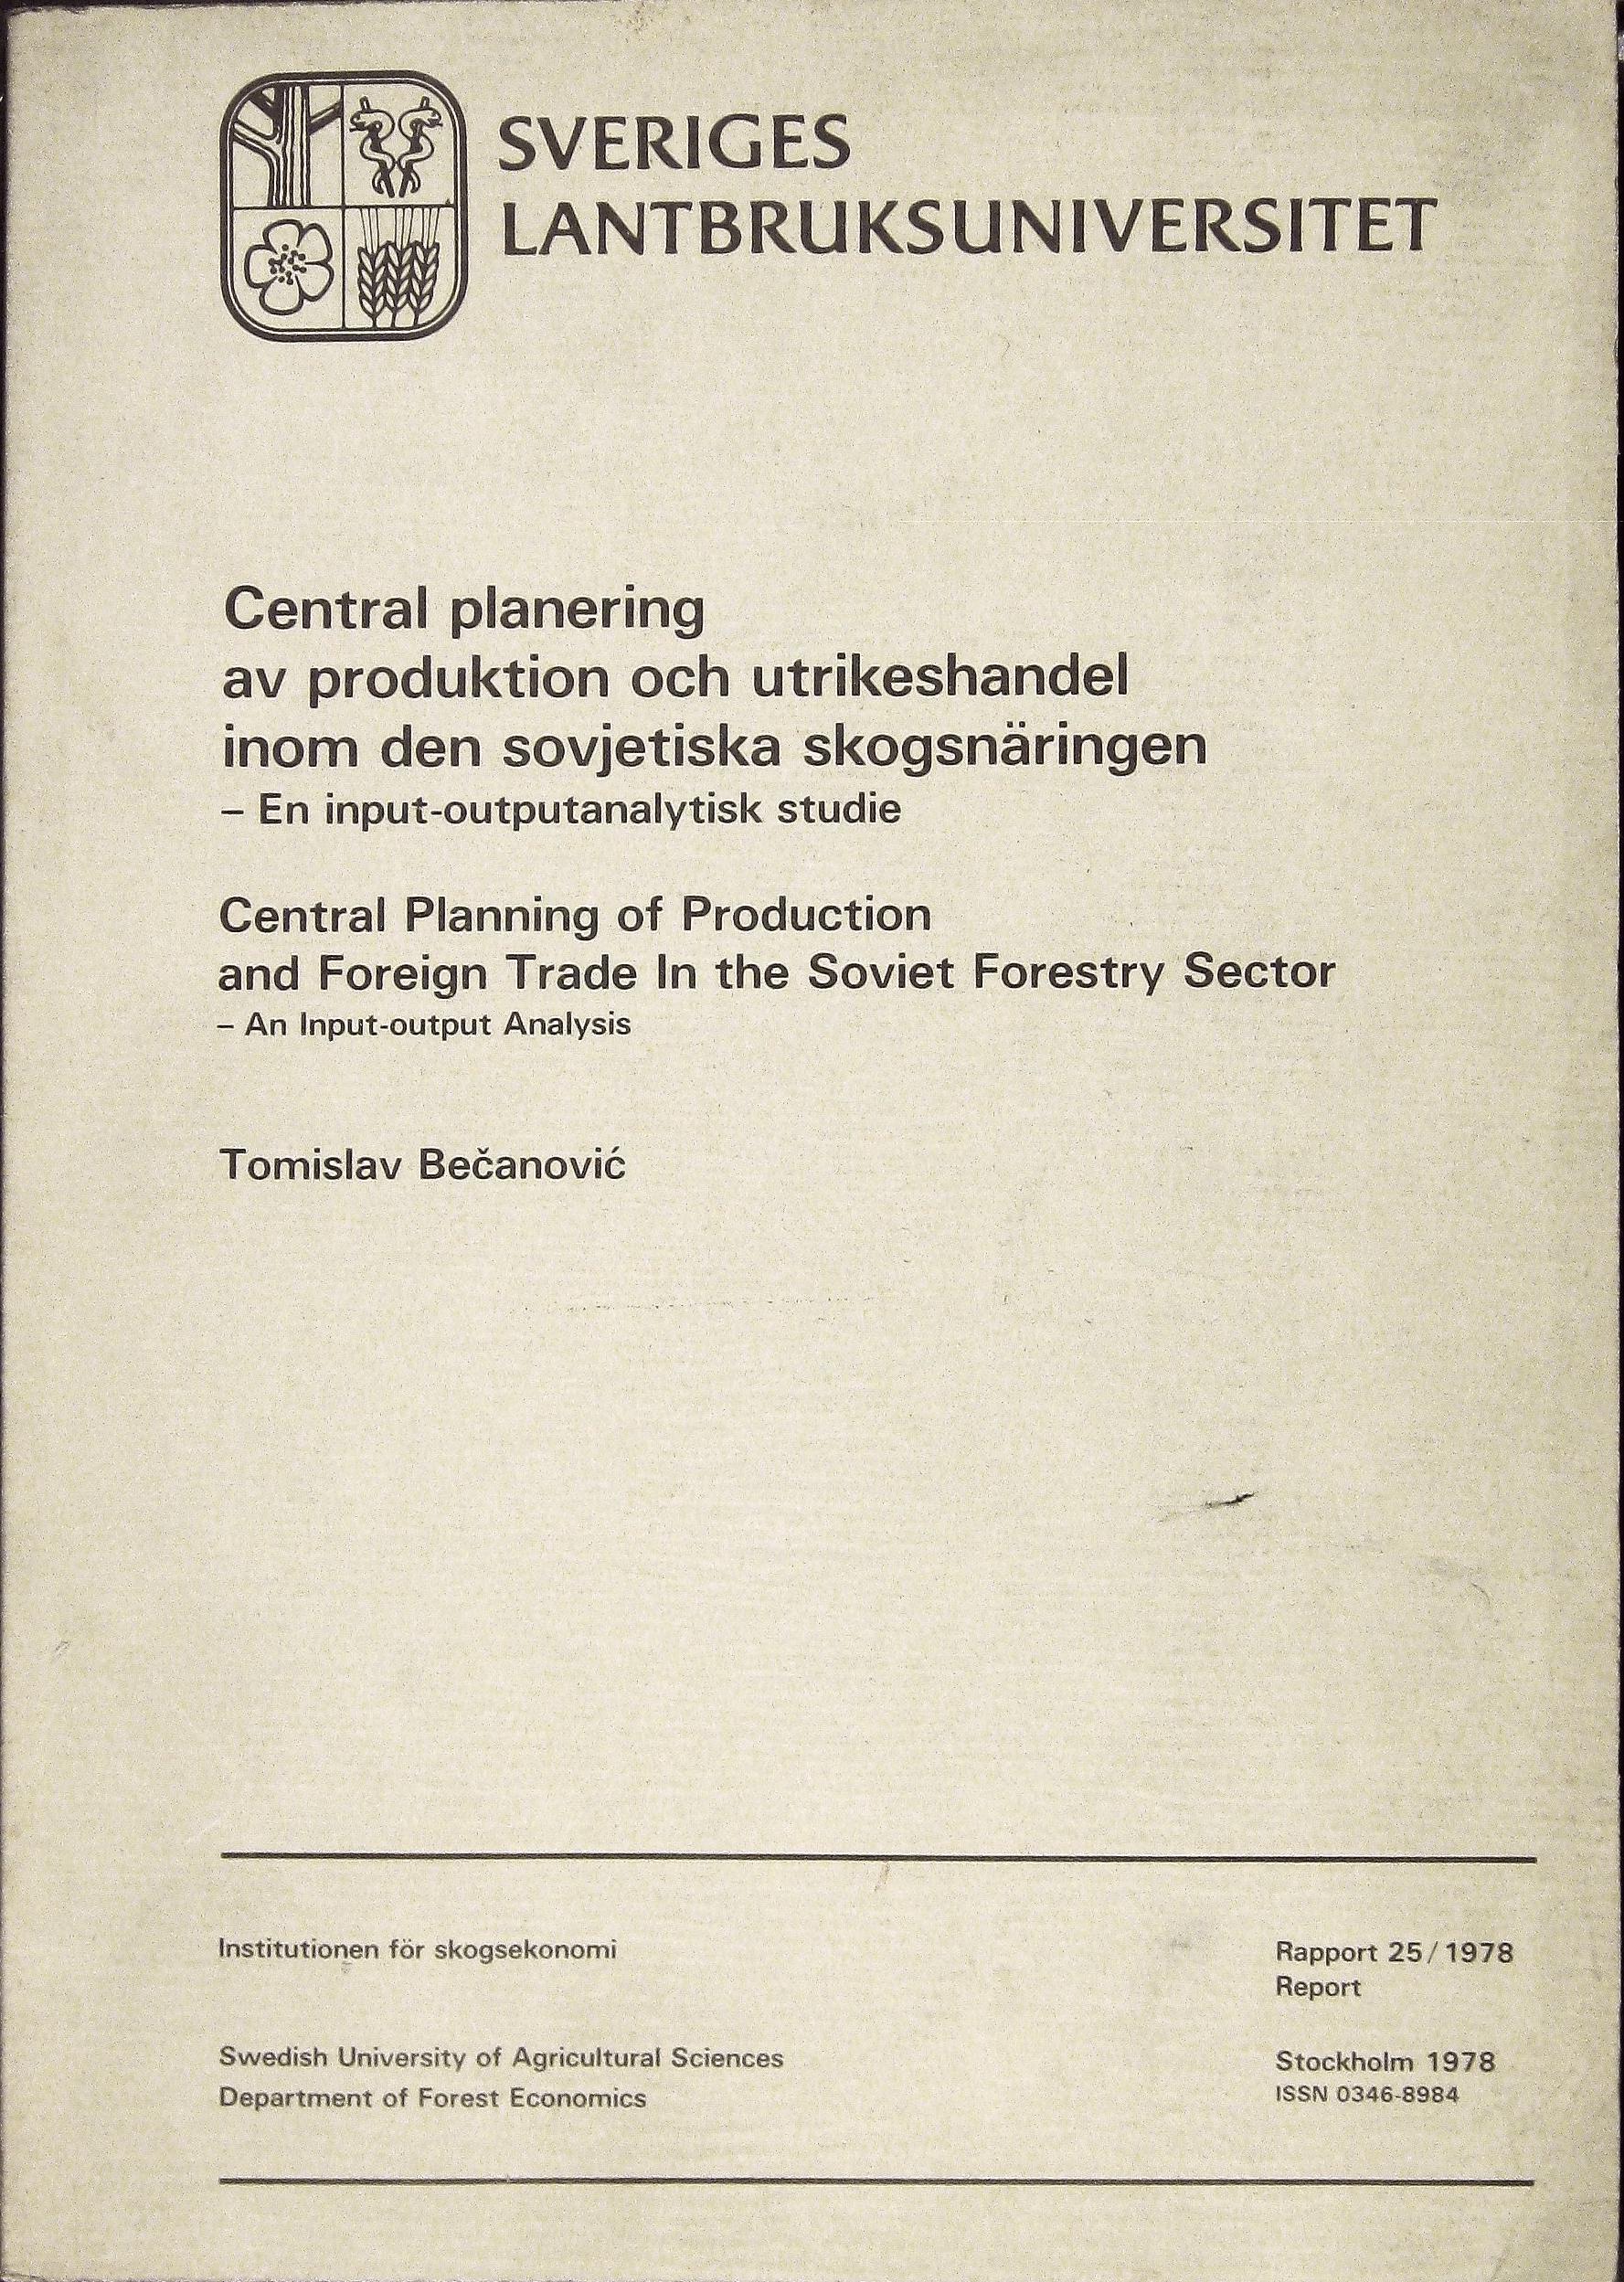 SVERIGES
LANTBRUKSUNIVERSITET
Central planering
av produktion och utrikeshandel
inom den sovjetiska skogsnäringen
– En input-outputanalytisk studie
Central Planning of Production
and Foreign Trade In the Soviet Forestry Sector
– An Input-output Analysis
Tomislav Bečanović
Institutionen för skogsekonomi
Rapport 25/1978
Report
Swedish University of Agricultural Sciences
Department of Forest Economics
Stockholm 1978
ISSN 0346-8984